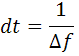 dt = 1/Δf